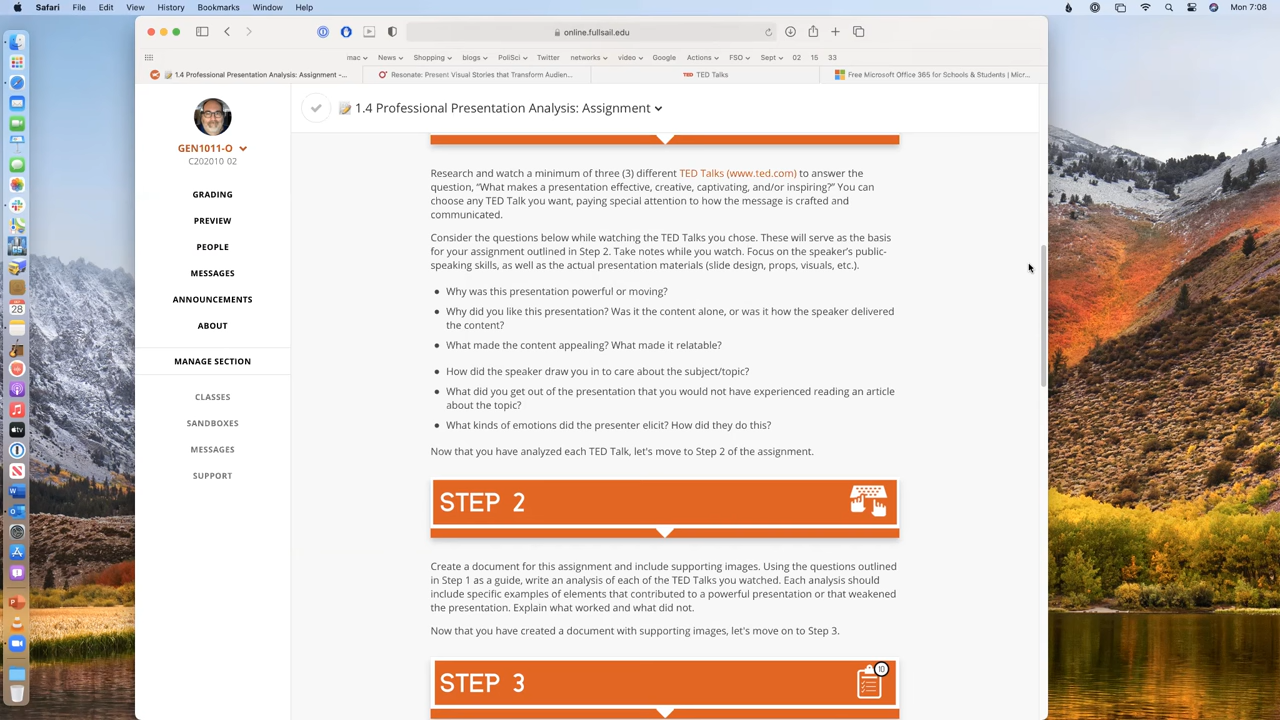 Safari File Edit View History Bookmarks Window Help
Mon 7:08
online.fullsail.edu
mac News Shopping blogs PoliSci Twitter networks video Google Actions FSO Sept 02 15 33
1.4 Professional Presentation Analysis: Assignment -...
Resonate: Present Visual Stories that Transform Audien...
TED TED Talks
Free Microsoft Office 365 for Schools & Students | Micr...
GEN1011-O
C202010 02
GRADING
PREVIEW
PEOPLE
MESSAGES
ANNOUNCEMENTS
ABOUT
MANAGE SECTION
CLASSES
SANDBOXES
MESSAGES
SUPPORT
28
1.4 Professional Presentation Analysis: Assignment
Research and watch a minimum of three (3) different TED Talks (www.ted.com) to answer the
question, “What makes a presentation effective, creative, captivating, and/or inspiring?” You can
choose any TED Talk you want, paying special attention to how the message is crafted and
communicated.
Consider the questions below while watching the TED Talks you chose. These will serve as the basis
for your assignment outlined in Step 2. Take notes while you watch. Focus on the speaker’s public-
speaking skills, as well as the actual presentation materials (slide design, props, visuals, etc.).
• Why was this presentation powerful or moving?
• Why did you like this presentation? Was it the content alone, or was it how the speaker delivered
the content?
• What made the content appealing? What made it relatable?
• How did the speaker draw you in to care about the subject/topic?
• What did you get out of the presentation that you would not have experienced reading an article
about the topic?
• What kinds of emotions did the presenter elicit? How did they do this?
Now that you have analyzed each TED Talk, let's move to Step 2 of the assignment.
STEP 2
Create a document for this assignment and include supporting images. Using the questions outlined
in Step 1 as a guide, write an analysis of each of the TED Talks you watched. Each analysis should
include specific examples of elements that contributed to a powerful presentation or that weakened
the presentation. Explain what worked and what did not.
Now that you have created a document with supporting images, let's move on to Step 3.
STEP 3
10